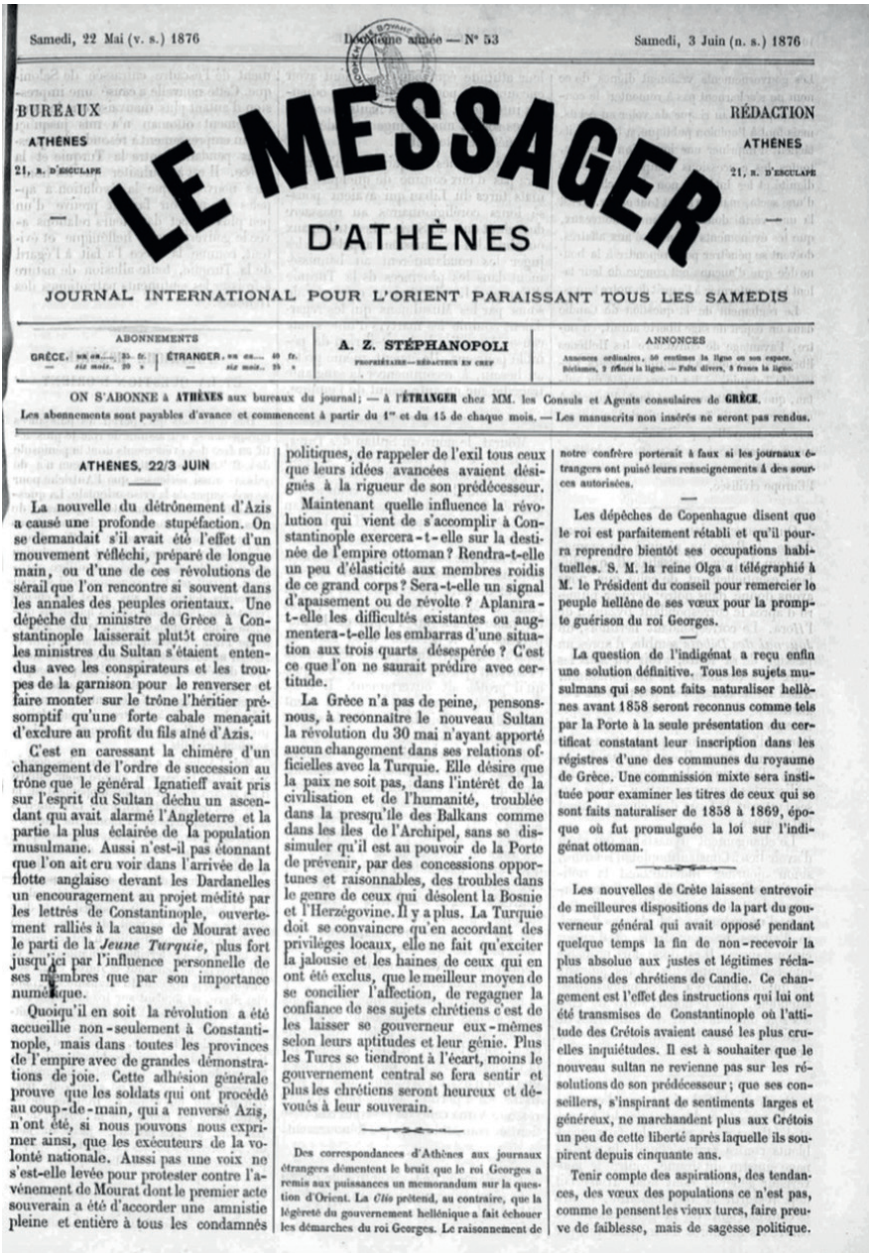 Samedi, 22 Mai (v. s.) 1876
Deuxième année — N° 53
Samedi, 3 Juin (n. s.) 1876
BUREAUX
ATHÈNES
21, R. D'ESCULAPE
RÉDACTION
ATHÈNES
21, R. D'ESCULAPE
LE MESSAGER
D'ATHÈNES
JOURNAL INTERNATIONAL POUR L'ORIENT PARAISSANT TOUS LES SAMEDIS
ABONNEMENTS
GRÈCE. un an.... 35. fr.
— six mois.. 20 »
ÉTRANGER. un an.... 40 fr.
— six mois.. 25 »
A. Z. STÉPHANOPOLI
PROPRIÉTAIRE—RÉDACTEUR EN CHEF
ANNONCES
Annonces ordinaires, 50 centimes la ligne ou son espace.
Réclames, 2 francs la ligne. — Faits divers, 3 francs la ligne.
ON S'ABONNE à ATHÈNES aux bureaux du journal; — à l'ÉTRANGER chez MM. les Consuls et Agents consulaires de GRÈCE.
Les abonnements sont payables d'avance et commencent à partir du 1er et du 15 de chaque mois. — Les manuscrits non insérés ne seront pas rendus.
ATHÈNES, 22/3 JUIN
La nouvelle du détrônement d'Azis
a causé une profonde stupéfaction. On
se demandait s'il avait été l'effet d'un
mouvement réfléchi, préparé de longue
main, ou d'une de ces révolutions de
sérail que l'on rencontre si souvent dans
les annales des peuples orientaux. Une
dépêche du ministre de Grèce à Con-
stantinople laisserait plutôt croire que
les ministres du Sultan s'étaient enten-
dus avec les conspirateurs et les trou-
pes de la garnison pour le renverser et
faire monter sur le trône l'héritier pré-
somptif qu'une forte cabale menaçait
d'exclure au profit du fils aîné d'Azis.
C'est en caressant la chimère d'un
changement de l'ordre de succession au
trône que le général Ignatieff avait pris
sur l'esprit du Sultan déchu un ascen-
dant qui avait alarmé l'Angleterre et la
partie la plus éclairée de la population
musulmane. Aussi n'est-il pas étonnant
que l'on ait cru voir dans l'arrivée de la
flotte anglaise devant les Dardanelles
un encouragement au projet médité par
les lettrés de Constantinople, ouverte-
ment ralliés à la cause de Mourat avec
le parti de la Jeune Turquie, plus fort
jusqu'ici par l'influence personnelle de
ses membres que par son importance
numérique.
Quoiqu'il en soit la révolution a été
accueillie non-seulement à Constanti-
nople, mais dans toutes les provinces
de l'empire avec de grandes démonstra-
tions de joie. Cette adhésion générale
prouve que les soldats qui ont procédé
au coup-de-main, qui a renversé Azis,
n'ont été, si nous pouvons nous expri-
mer ainsi, que les exécuteurs de la vo-
lonté nationale. Aussi pas une voix ne
s'est-elle levée pour protester contre l'a-
vénement de Mourat dont le premier acte
souverain a été d'accorder une amnistie
pleine et entière à tous les condamnés
politiques, de rappeler de l'exil tous ceux
que leurs idées avancées avaient dési-
gnés à la rigueur de son prédécesseur.
Maintenant quelle influence la révo-
lution qui vient de s'accomplir à Con-
stantinople exercera-t-elle sur la desti-
née de l'empire ottoman? Rendra-t-elle
un peu d'élasticité aux membres roidis
de ce grand corps? Sera-t-elle un signal
d'apaisement ou de révolte ? Aplanira-
t-elle les difficultés existantes ou aug-
mentera-t-elle les embarras d'une situa-
tion aux trois quarts désespérée ? C'est
ce que l'on ne saurait prédire avec cer-
titude.
La Grèce n'a pas de peine, pensons-
nous, à reconnaître le nouveau Sultan
la révolution du 30 mai n'ayant apporté
aucun changement dans ses relations of-
ficielles avec la Turquie. Elle désire que
la paix ne soit pas, dans l'intérêt de la
civilisation et de l'humanité, troublée
dans la presqu'île des Balkans comme
dans les îles de l'Archipel, sans se dis-
simuler qu'il est au pouvoir de la Porte
de prévenir, par des concessions oppor-
tunes et raisonnables, des troubles dans
le genre de ceux qui désolent la Bosnie
et l'Herzégovine. Il y a plus. La Turquie
doit se convaincre qu'en accordant des
privilèges locaux, elle ne fait qu'exciter
la jalousie et les haines de ceux qui en
ont été exclus, que le meilleur moyen de
se concilier l'affection, de regagner la
confiance de ses sujets chrétiens c'est de
les laisser se gouverneur eux-mêmes
selon leurs aptitudes et leur génie. Plus
les Turcs se tiendront à l'écart, moins le
gouvernement central se fera sentir et
plus les chrétiens seront heureux et dé-
voués à leur souverain.
Des correspondances d'Athènes aux journaux
étrangers démentent le bruit que le roi Georges a
remis aux puissances un memorandum sur la ques-
tion d'Orient. La Clio prétend, au contraire, que la
légèreté du gouvernement hellénique a fait échouer
les démarches du roi Georges. Le raisonnement de
notre confrère porterait à faux si les journaux é-
trangers ont puisé leurs renseignements à des sour-
ces autorisées.
Les dépêches de Copenhague disent que
le roi est parfaitement rétabli et qu'il pour-
ra reprendre bientôt ses occupations habi-
tuelles. S. M. la reine Olga a télégraphié à
M. le Président du conseil pour remercier le
peuple hellène de ses vœux pour la promp-
te guérison du roi Georges.
La question de l'indigénat a reçu enfin
une solution définitive. Tous les sujets mu-
sulmans qui se sont faits naturaliser hellè-
nes avant 1858 seront reconnus comme tels
par la Porte à la seule présentation du cer-
tificat constatant leur inscription dans les
régistres d'une des communes du royaume
de Grèce. Une commission mixte sera insti-
tuée pour examiner les titres de ceux qui se
sont faits naturaliser de 1858 à 1869, épo-
que où fut promulguée la loi sur l'indi-
génat ottoman.
Les nouvelles de Crète laissent entrevoir
de meilleures dispositions de la part du gou-
verneur général qui avait opposé pendant
quelque temps la fin de non-recevoir la
plus absolue aux justes et légitimes récla-
mations des chrétiens de Candie. Ce chan-
gement est l'effet des instructions qui lui ont
été transmises de Constantinople où l'atti-
tude des Crétois avaient causé les plus cru-
elles inquiétudes. Il est à souhaiter que le
nouveau sultan ne revienne pas sur les ré-
solutions de son prédécesseur ; que ses con-
seillers, s'inspirant de sentiments larges et
généreux, ne marchandent plus aux Crétois
un peu de cette liberté après laquelle ils sou-
pirent depuis cinquante ans.
Tenir compte des aspirations, des tendan-
ces, des vœux des populations ce n'est pas,
comme le pensent les vieux turcs, faire preu-
ve de faiblesse, mais de sagesse politique.